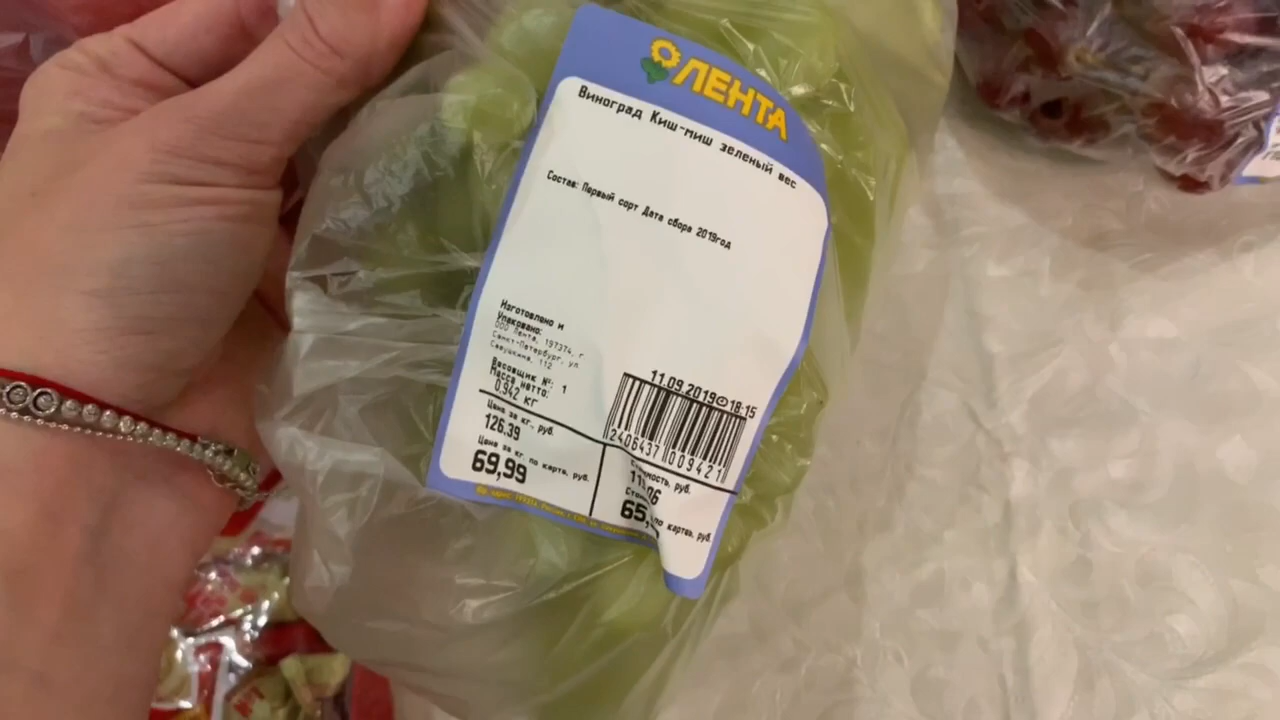 ЛЕНТА
Виноград Киш-миш зеленый вес
Состав: Первый сорт Дата сбора 2019год
Изготовлено и
Упаковано:
ООО Лента, 197374, г.
Санкт-Петербург, ул.
Савушкина, 112
Весовщик №: 1
Масса нетто:
0.942 кг
11.09.2019 18:15
2406437 009421
Цена за кг., руб.
126.39
Цена за кг. по карте, руб.
69,99
руб.
65,
по карте, руб.